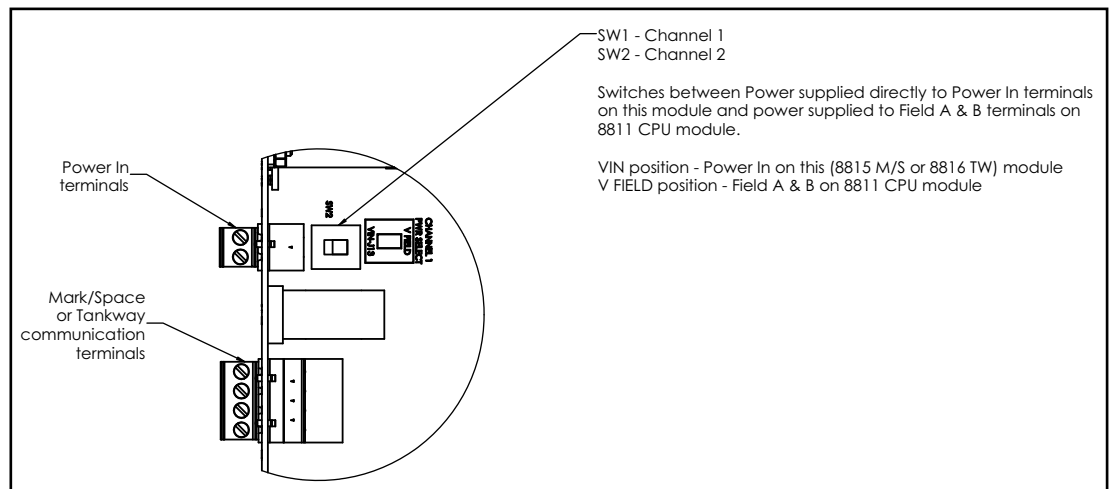 SW1 - Channel 1
SW2 - Channel 2
Switches between Power supplied directly to Power In terminals
on this module and power supplied to Field A & B terminals on
8811 CPU module.
VIN position - Power In on this (8815 M/S or 8816 TW) module
V FIELD position - Field A & B on 8811 CPU module
Power In
terminals
SW2
CHANNEL 1
PWR SELECT
V FIELD
VIN-J13
Mark/Space
or Tankway
communication
terminals